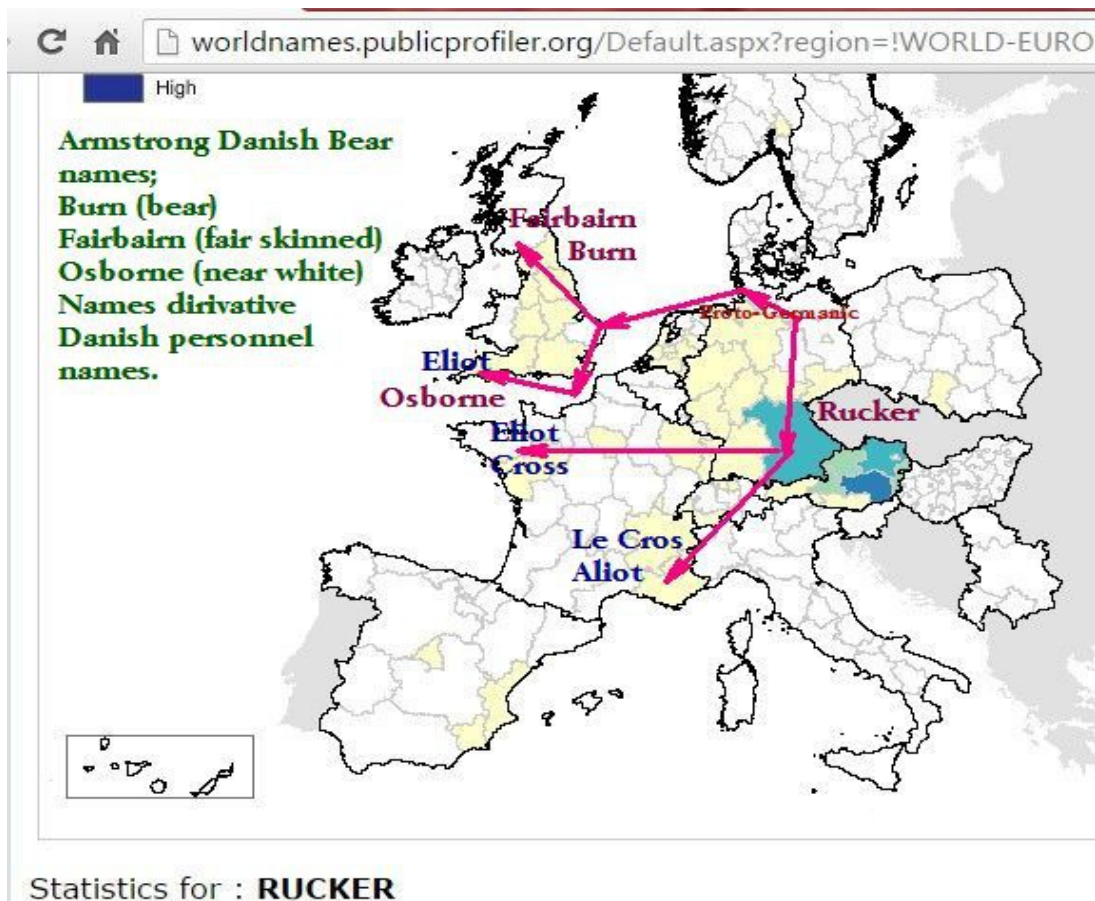 worldnames.publicprofiler.org/Default.aspx?region=!WORLD-EURO
High
Armstrong Danish Bear
names;
Burn (bear)
Fairbairn (fair skinned)
Osborne (near white)
Names dirivative
Danish personnel
names.
Fairbairn
Burn
Proto-Germanic
Eliot
Osborne
Rucker
Eliot
Cross
Le Cros
Aliot
Statistics for : RUCKER